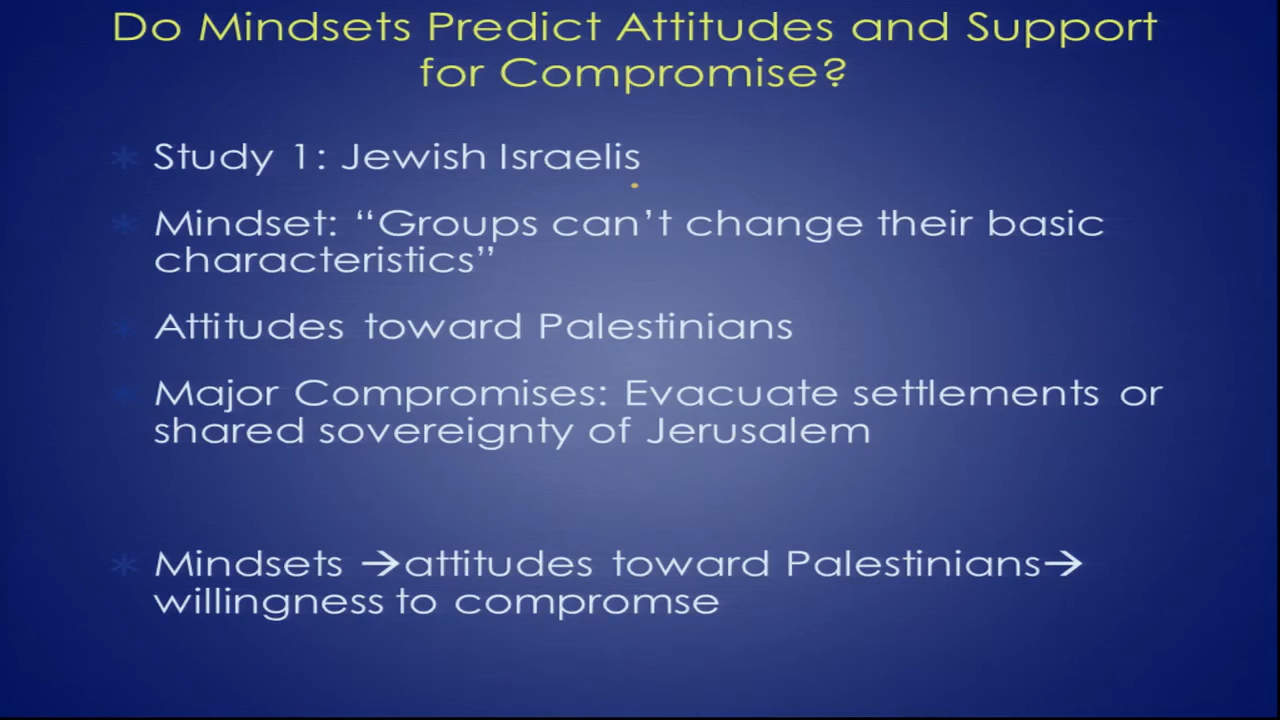 Do Mindsets Predict Attitudes and Support
for Compromise?
* Study 1: Jewish Israelis
* Mindset: “Groups can’t change their basic
characteristics”
* Attitudes toward Palestinians
* Major Compromises: Evacuate settlements or
shared sovereignty of Jerusalem
* Mindsets →attitudes toward Palestinians→
willingness to compromse